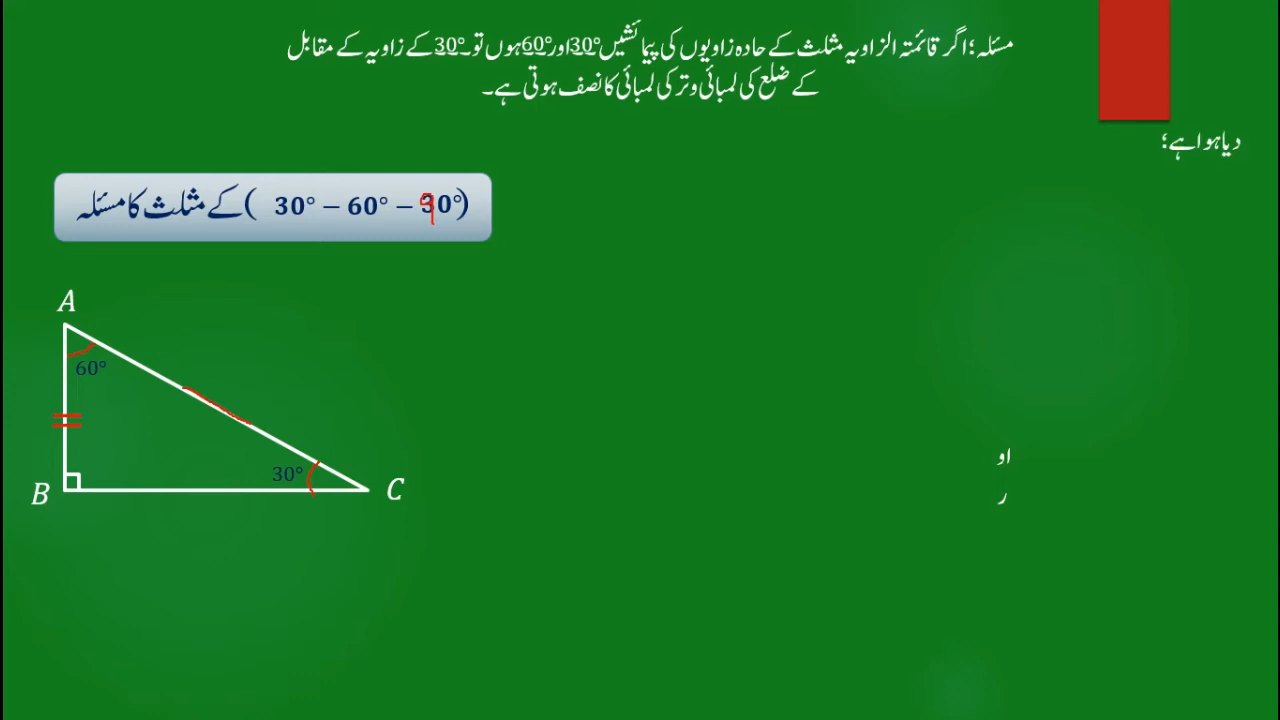 مسئلہ؛ اگر قائمتہ الزاویہ مثلث کے حادہ زاویوں کی پیمائشیں 30° اور 60° ہوں تو۔ 30° کے زاویہ کے مقابل
کے ضلع کی لمبائی وتر کی لمبائی کا نصف ہوتی ہے۔
دیا ہوا ہے؛
(30° − 60° − 90°) کے مثلث کا مسئلہ
A
60°
30°
B
C
او
ر